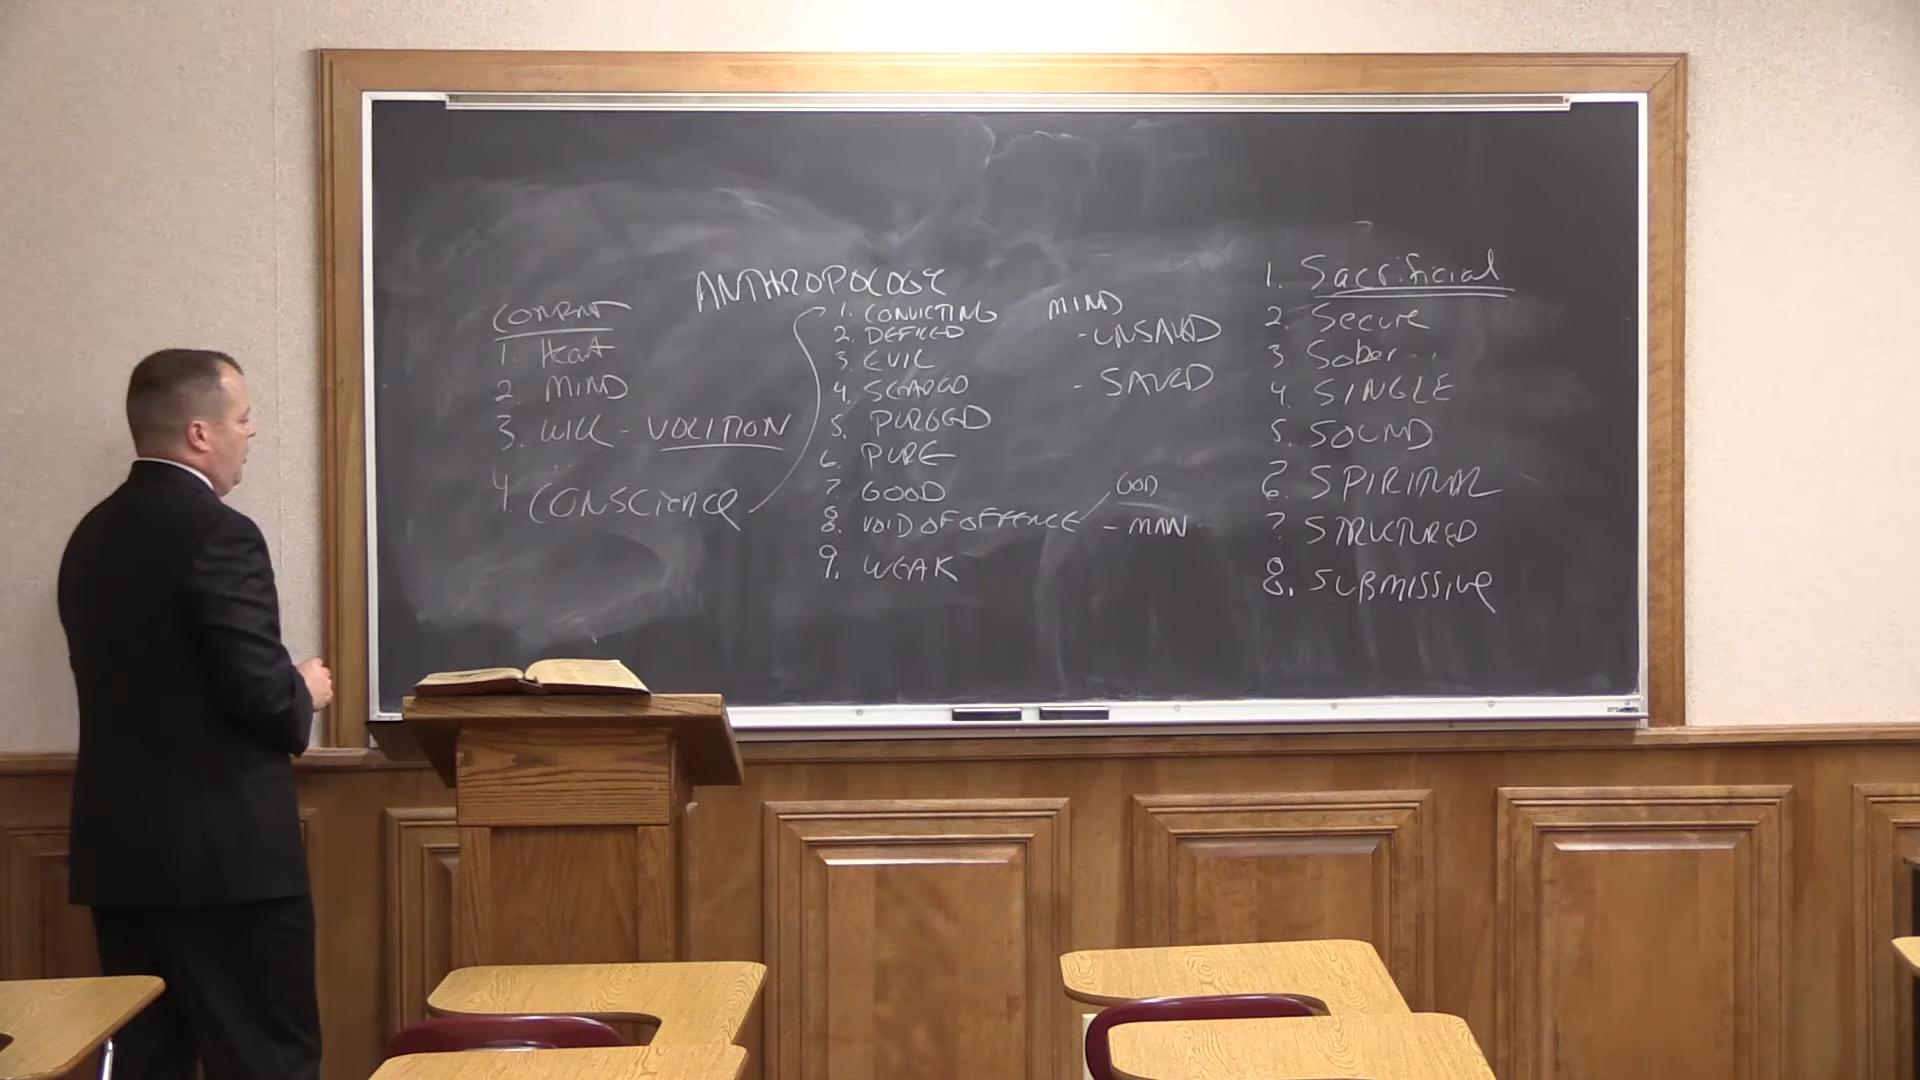 ANTHROPOLOGY
CONTENT
1. Heart
2. MIND
3. WILL - VOLITION
4. CONSCIENCE
1. CONVICTING
2. DEFILED
3. EVIL
4. SEARED
5. PURGED
6. PURE
7. GOOD
8. VOID OF OFFENCE
GOD
- MAN
9. WEAK
MIND
- UNSAVED
- SAVED
1. Sacrificial
2. Secure
3 Sober
4. SINGLE
5. SOUND
6. SPIRITUAL
7 STRUCTURED
8. SUBMISSIVE